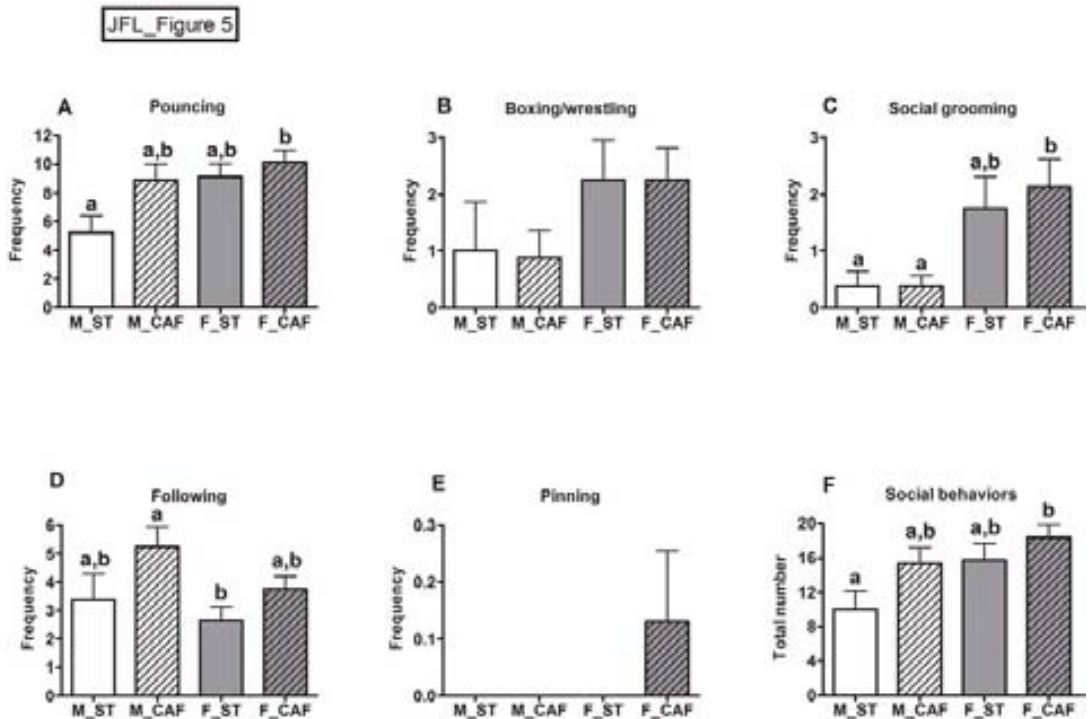 JFL_Figure 5
A
Pouncing
Frequency
12
10
8
6
4
2
0
a
a,b
a,b
b
M_ST M_CAF F_ST F_CAF
B
Boxing/wrestling
Frequency
3
2
1
0
M_ST M_CAF F_ST F_CAF
C
Social grooming
Frequency
3
2
1
0
a
a
a,b
b
M_ST M_CAF F_ST F_CAF
D
Following
Frequency
6
5
4
3
2
1
0
a,b
a
b
a,b
M_ST M_CAF F_ST F_CAF
E
Pinning
Frequency
0.3
0.2
0.1
0.0
M_ST M_CAF F_ST F_CAF
F
Social behaviors
Total number
20
16
12
8
4
0
a
a,b
a,b
b
M_ST M_CAF F_ST F_CAF